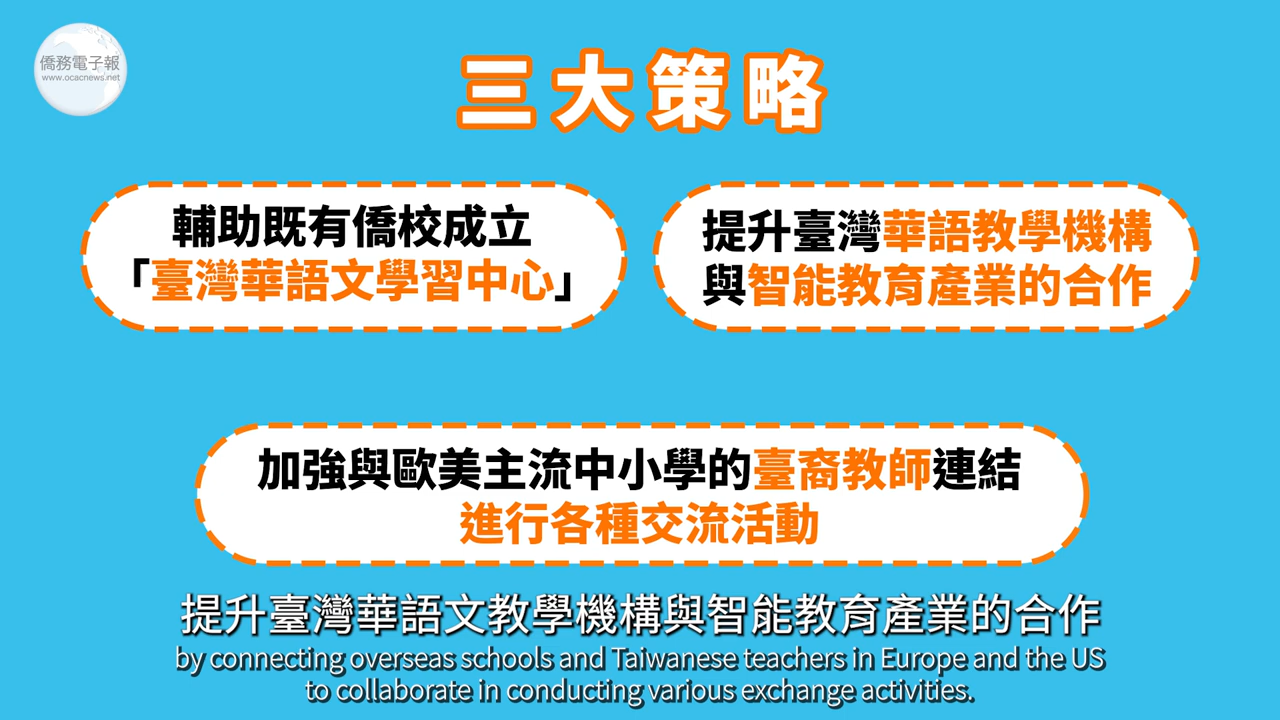 僑務電子報
www.ocacnews.net
三大策略
輔助既有僑校成立
「臺灣華語文學習中心」
提升臺灣華語教學機構
與智能教育產業的合作
加強與歐美主流中小學的臺裔教師連結
進行各種交流活動
提升臺灣華語文教學機構與智能教育產業的合作
by connecting overseas schools and Taiwanese teachers in Europe and the US
to collaborate in conducting various exchange activities.